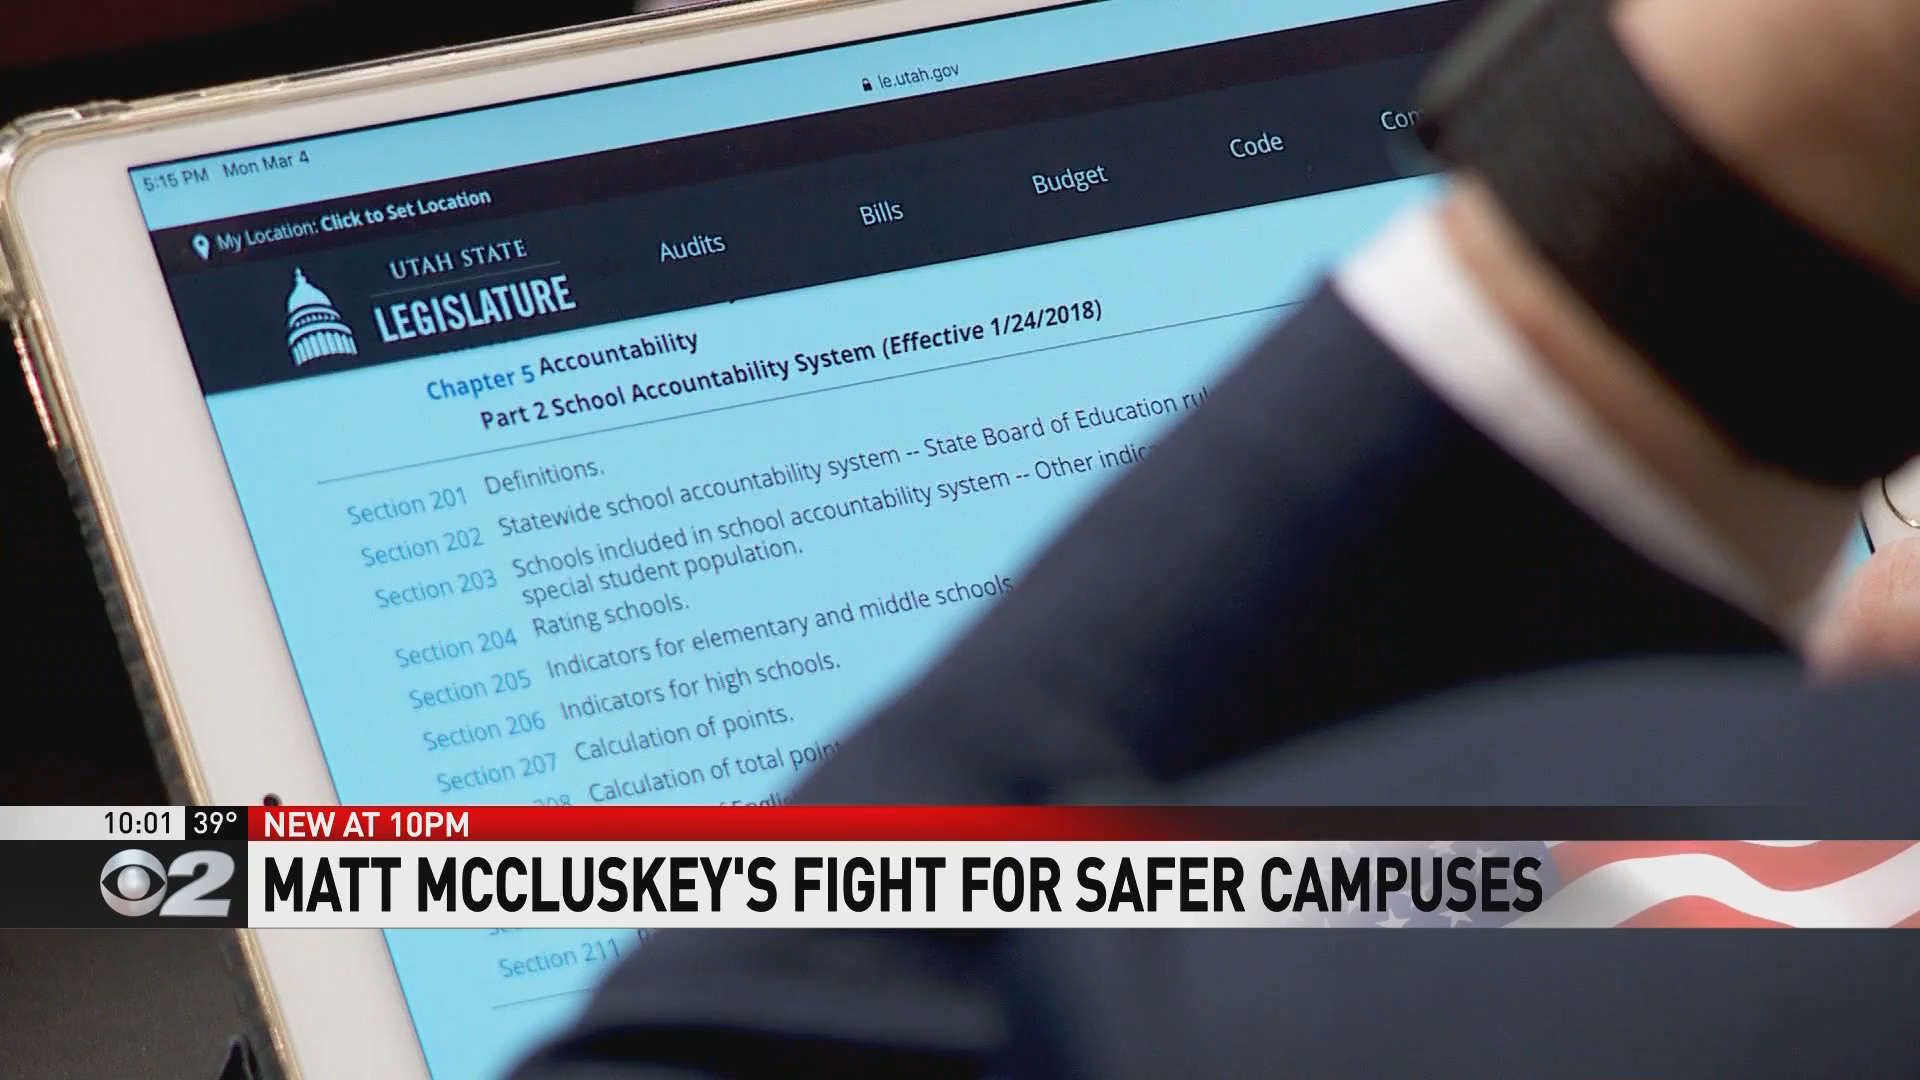 le.utah.gov
5:15 PM Mon Mar 4
My Location: Click to Set Location
UTAH STATE
LEGISLATURE
Audits
Bills
Budget
Code
Chapter 5 Accountability
Part 2 School Accountability System (Effective 1/24/2018)
Section 201 Definitions.
Section 202 Statewide school accountability system -- State Board of Education
Section 203 Schools included in school accountability system -- Other
special student population.
Section 204 Rating schools.
Section 205 Indicators for elementary and middle schools
Section 206 Indicators for high schools.
Section 207 Calculation of points.
208 Calculation of total
Section 211
10:01 39° NEW AT 10PM
2 MATT MCCLUSKEY'S FIGHT FOR SAFER CAMPUSES